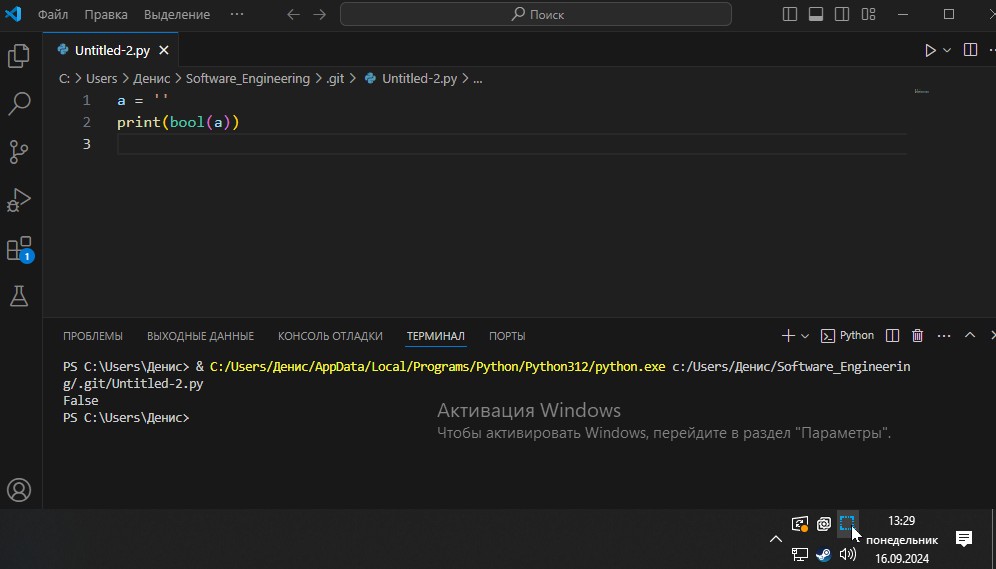 Файл Правка Выделение ··· Поиск
Untitled-2.py
C: > Users > Денис > Software_Engineering > .git > Untitled-2.py > ...
1 a = ''
2 print(bool(a))
3
1
ПРОБЛЕМЫ ВЫХОДНЫЕ ДАННЫЕ КОНСОЛЬ ОТЛАДКИ ТЕРМИНАЛ ПОРТЫ Python
PS C:\Users\Денис> & C:/Users/Денис/AppData/Local/Programs/Python/Python312/python.exe c:/Users/Денис/Software_Engineerin
g/.git/Untitled-2.py
False
PS C:\Users\Денис>
Активация Windows
Чтобы активировать Windows, перейдите в раздел "Параметры".
13:29
понедельник
16.09.2024